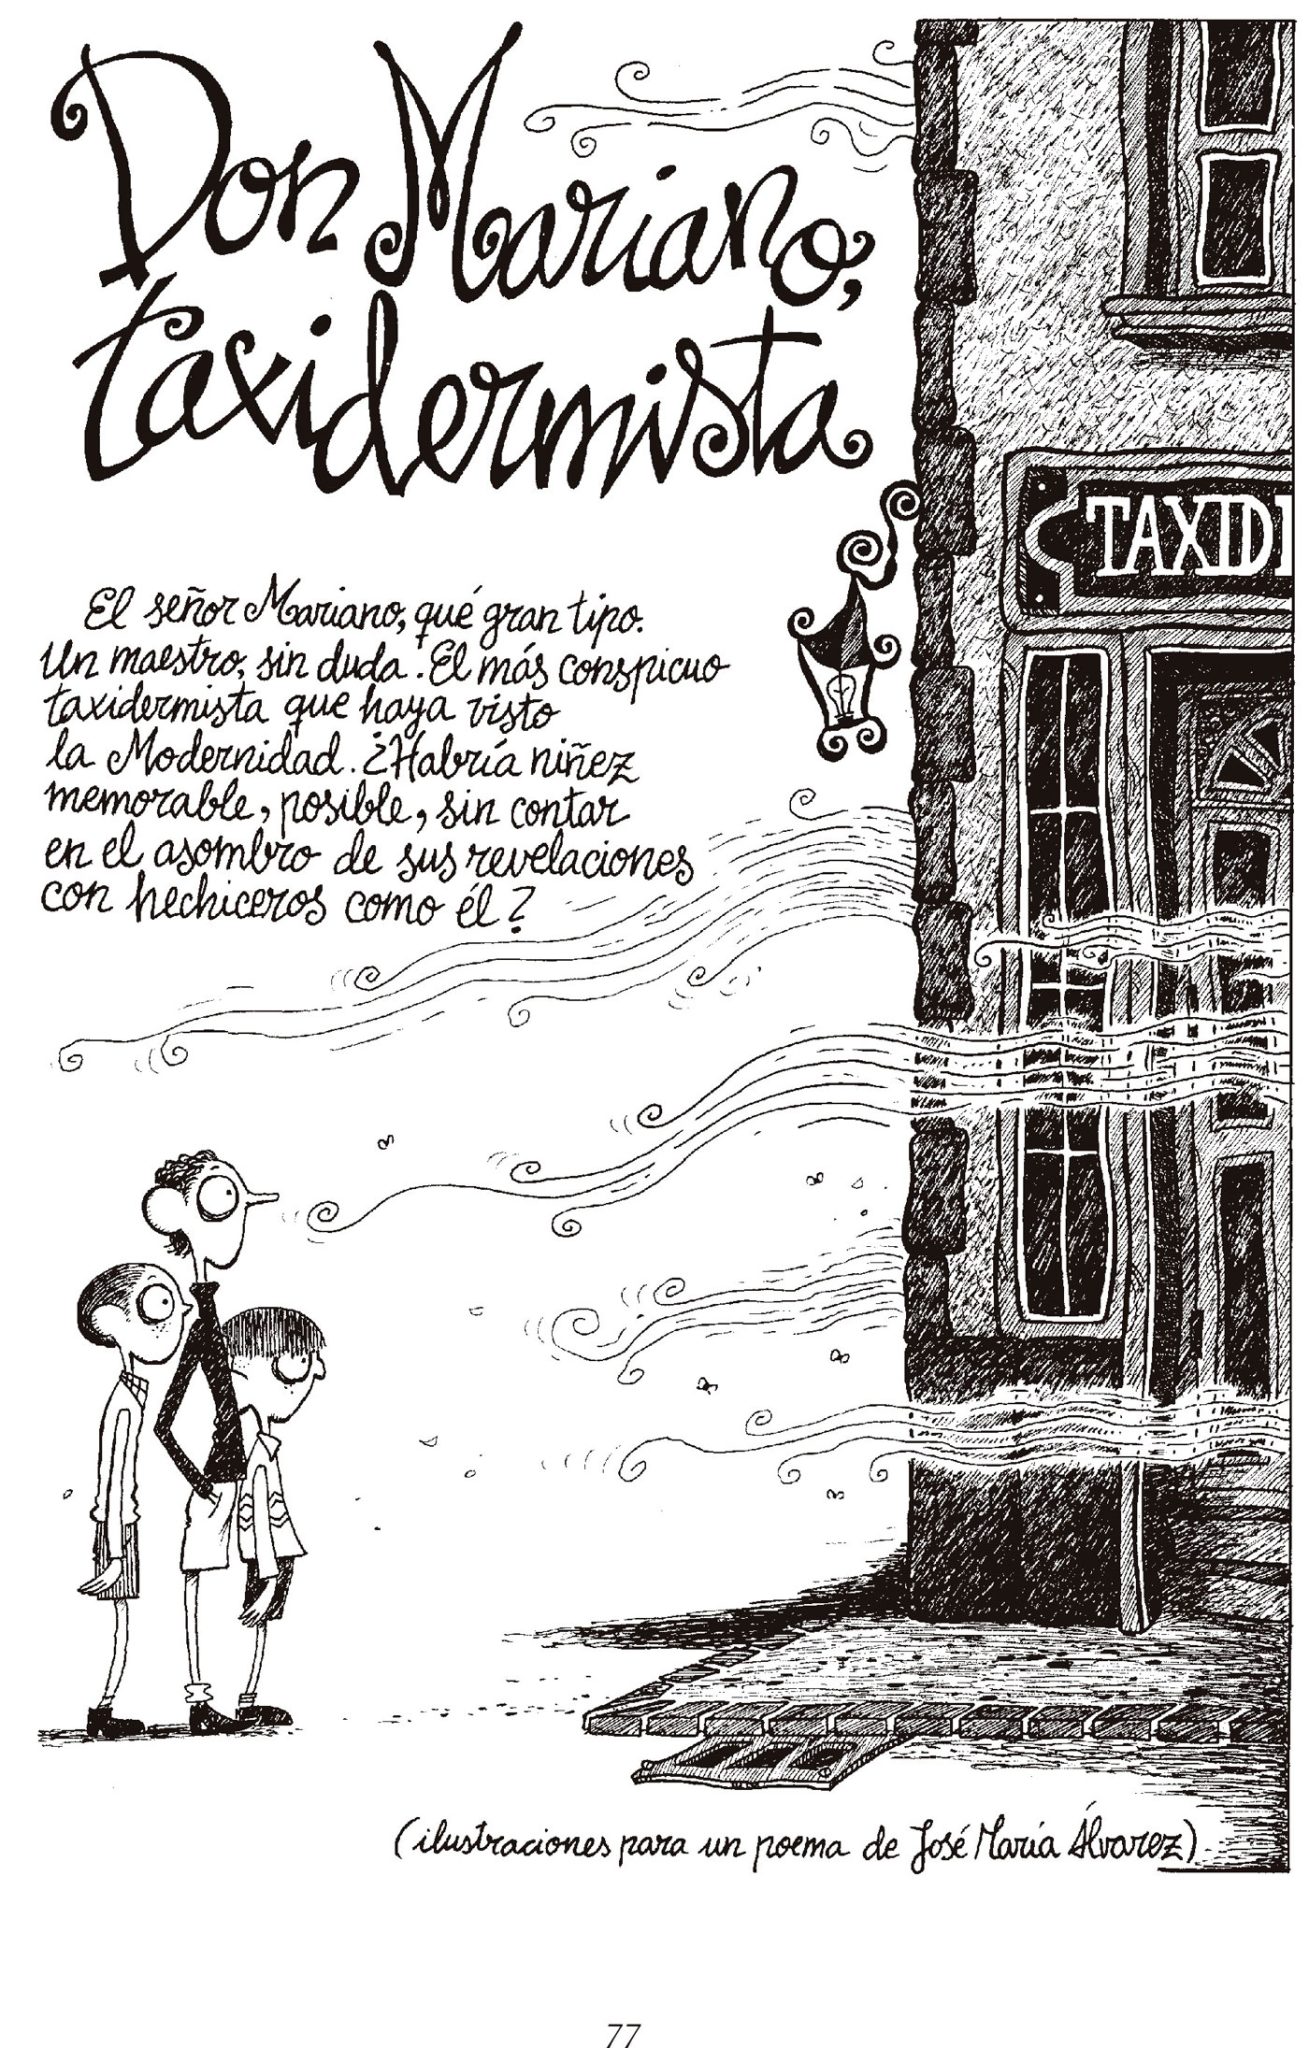 Don Mariano,
taxidermista
TAXID
El señor Mariano, qué gran tipo.
Un maestro, sin duda. El más conspicuo
taxidermista que haya visto
la Modernidad. ¿Habría niñez
memorable, posible, sin contar
en el asombro de sus revelaciones
con hechiceros como él?
(ilustraciones para un poema de José María Álvarez)
77